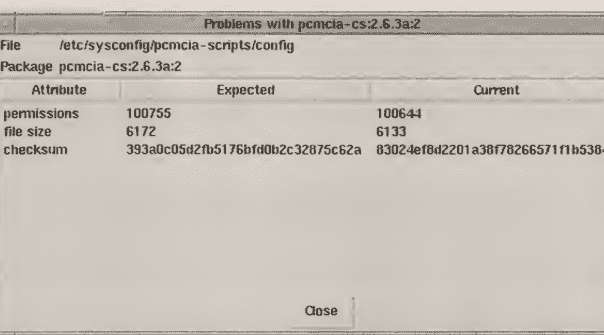 Problems with pcmcia-cs:2.6.3a:2
File /etc/sysconfig/pcmcia-scripts/config
Package pcmcia-cs:2.6.3a:2
Attribute Expected Current
permissions 100755 100644
file size 6172 6133
checksum 393a0c05d2fb5176bfd0b2c32875c62a 83024ef8d2201a38f78266571f1b5384
Close